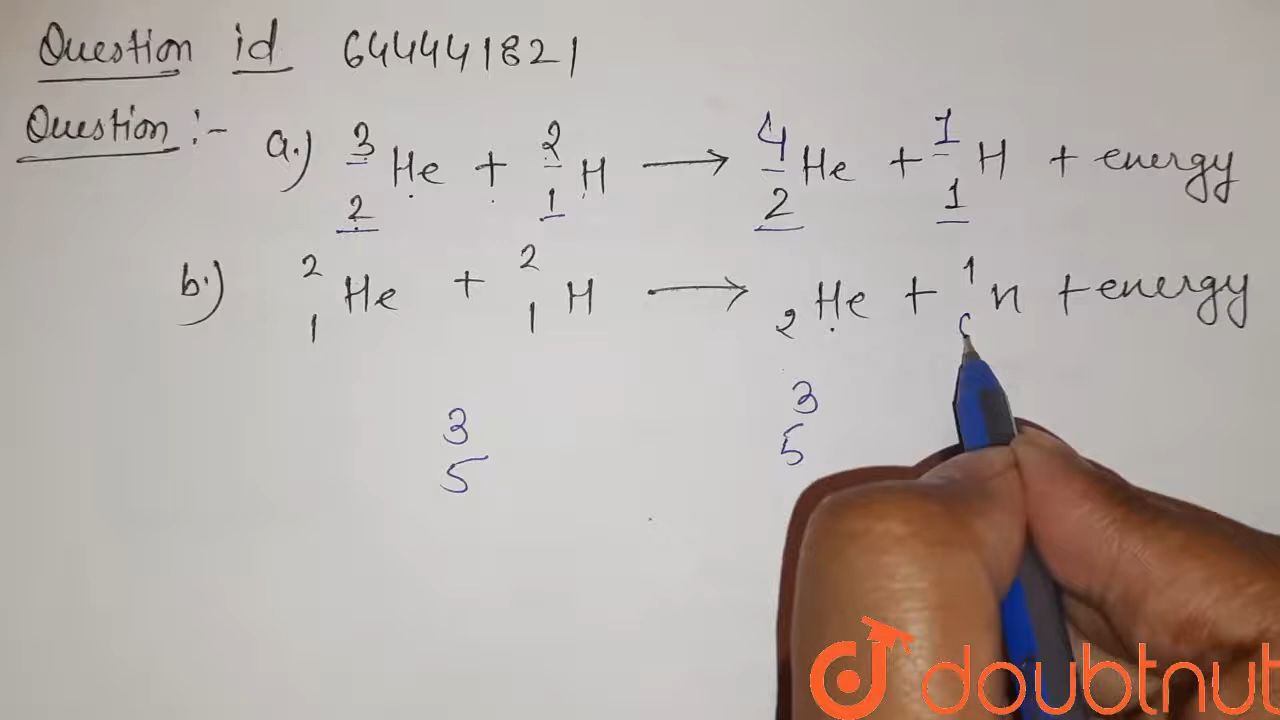 Question id 644441821
Question :- a.) ³₂He + ²₁H ⟶ ⁴₂He + ¹₁H + energy
b.) ²₁He + ²₁H ⟶ ₂He + ¹₀n + energy
3 3
5 5
doubtnut